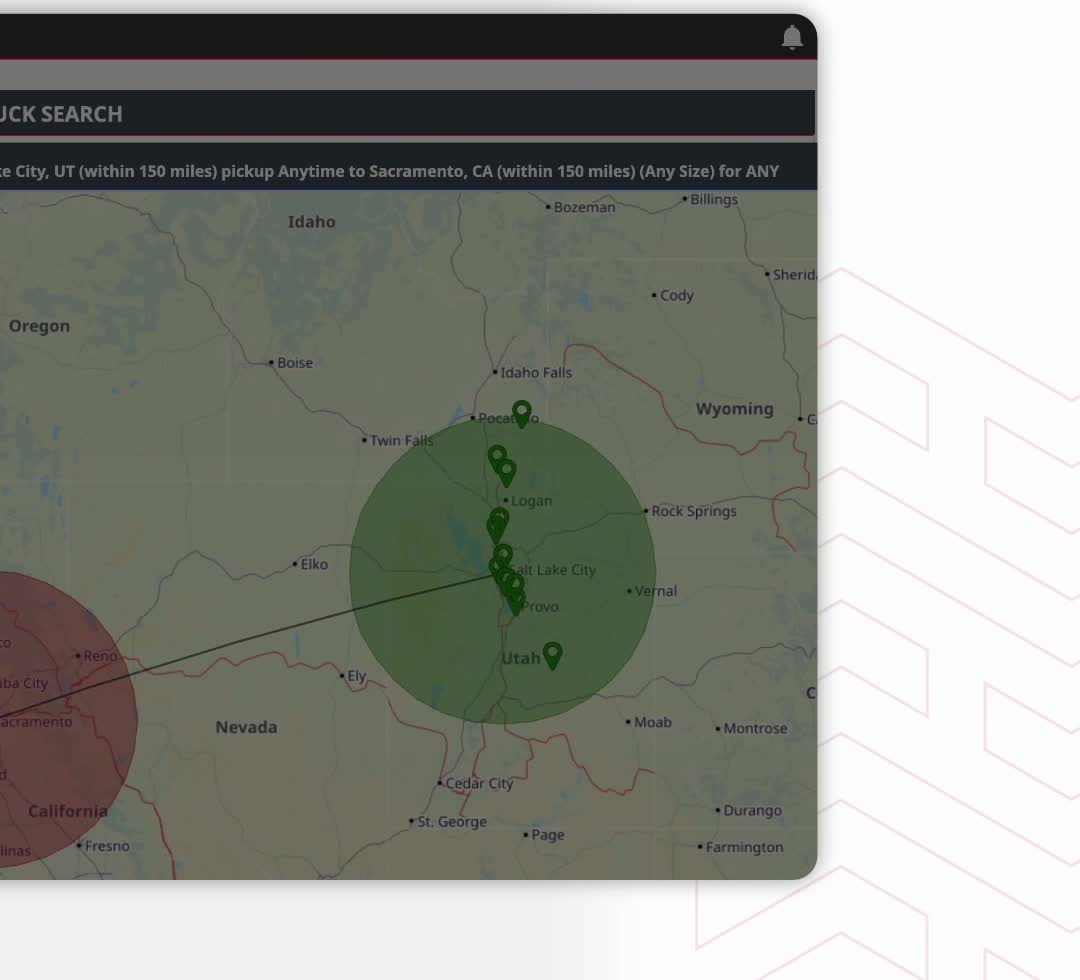 UCK SEARCH
e City, UT (within 150 miles) pickup Anytime to Sacramento, CA (within 150 miles) (Any Size) for ANY
Billings
Bozeman
Idaho
Sherid
Cody
Oregon
Boise
Idaho Falls
Wyoming
Pocat o
C
Twin Falls
Logan
Rock Springs
Elko
Salt Lake City
Vernal
Provo
co
Reno
Utah
Ely
ba City
C
acramento
Nevada
Moab
Montrose
d
Cedar City
California
Durango
St. George
Page
linas
Fresno
Farmington